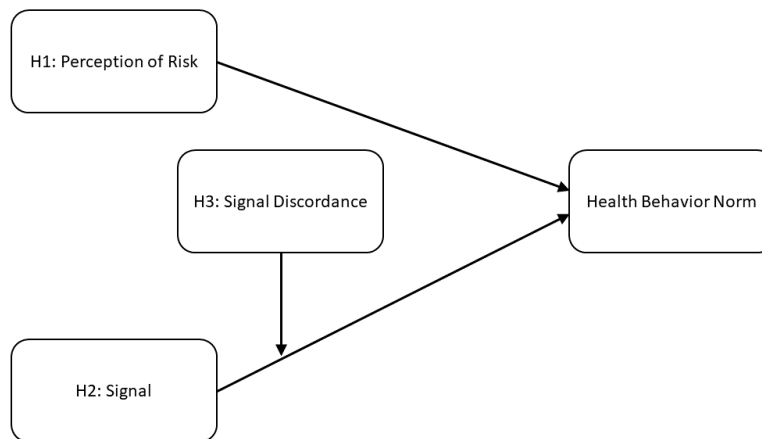 H1: Perception of Risk
H3: Signal Discordance
Health Behavior Norm
H2: Signal